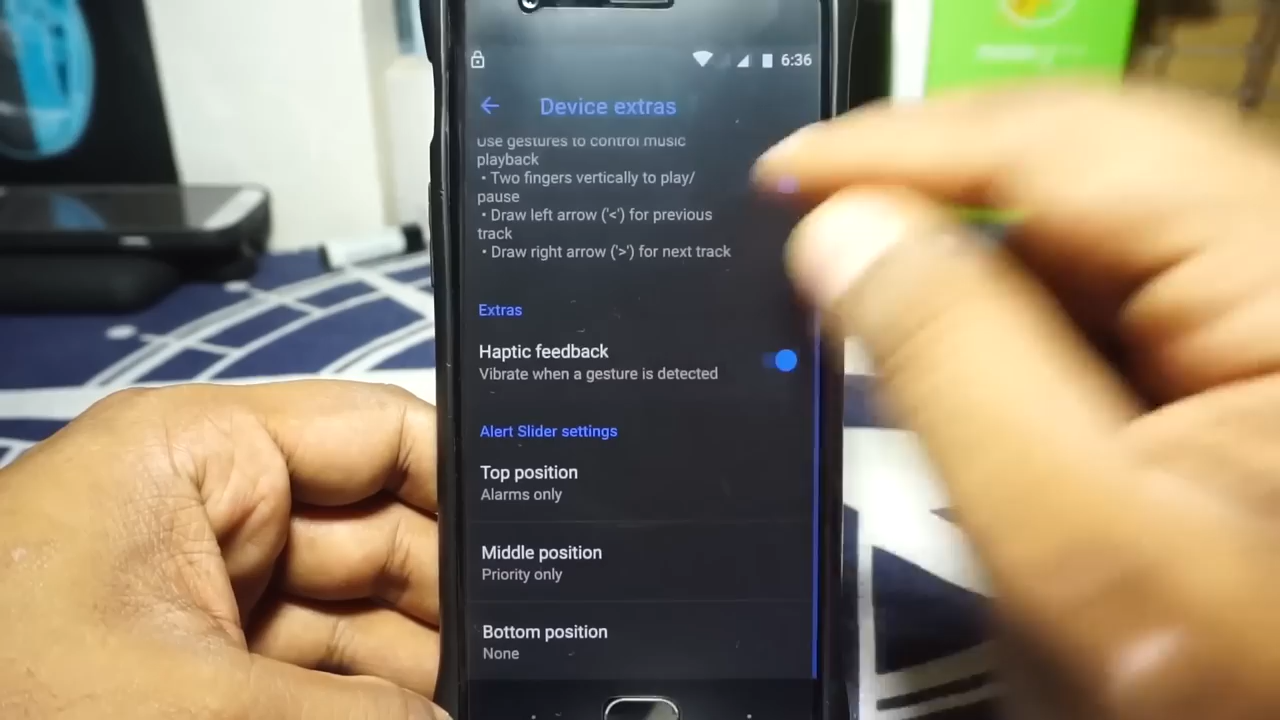 6:36
Device extras
Use gestures to control music
playback
• Two fingers vertically to play/
pause
• Draw left arrow ('<') for previous
track
• Draw right arrow ('>') for next track
Extras
Haptic feedback
Vibrate when a gesture is detected
Alert Slider settings
Top position
Alarms only
Middle position
Priority only
Bottom position
None